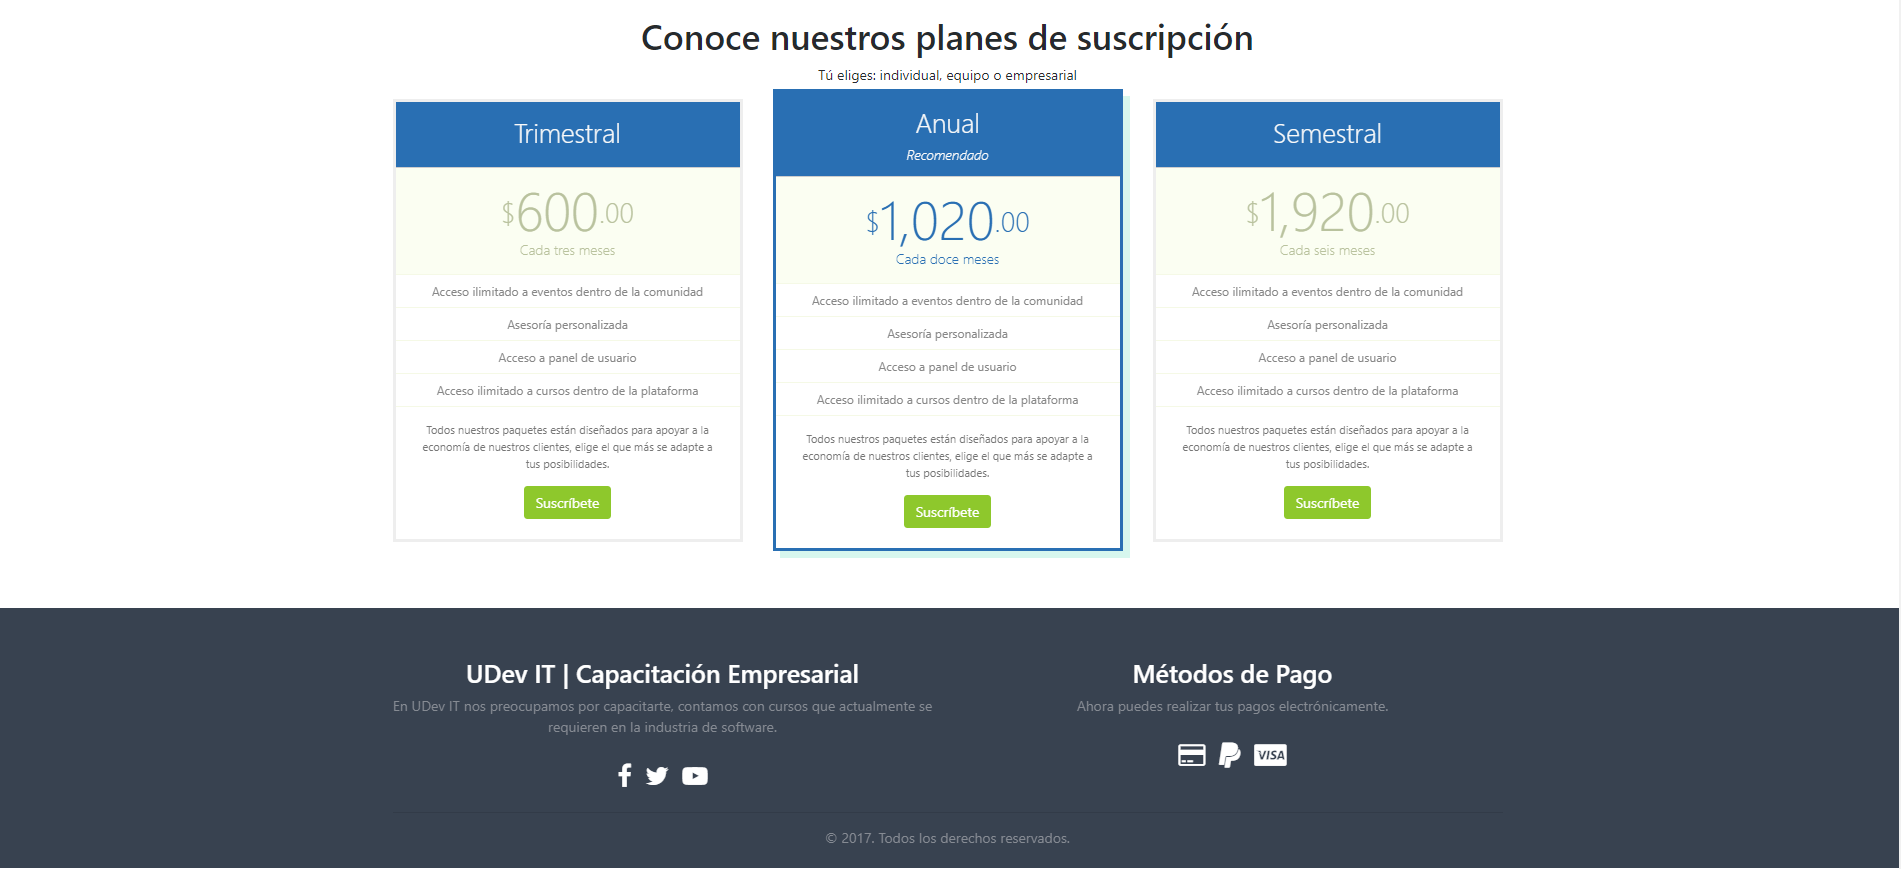 Conoce nuestros planes de suscripción
Tú eliges: individual, equipo o empresarial
Trimestral
$600.00
Cada tres meses
Acceso ilimitado a eventos dentro de la comunidad
Asesoría personalizada
Acceso a panel de usuario
Acceso ilimitado a cursos dentro de la plataforma
Todos nuestros paquetes están diseñados para apoyar a la
economía de nuestros clientes, elige el que más se adapte a
tus posibilidades.
Suscríbete
Anual
Recomendado
$1,020.00
Cada doce meses
Acceso ilimitado a eventos dentro de la comunidad
Asesoría personalizada
Acceso a panel de usuario
Acceso ilimitado a cursos dentro de la plataforma
Todos nuestros paquetes están diseñados para apoyar a la
economía de nuestros clientes, elige el que más se adapte a
tus posibilidades.
Suscríbete
Semestral
$1,920.00
Cada seis meses
Acceso ilimitado a eventos dentro de la comunidad
Asesoría personalizada
Acceso a panel de usuario
Acceso ilimitado a cursos dentro de la plataforma
Todos nuestros paquetes están diseñados para apoyar a la
economía de nuestros clientes, elige el que más se adapte a
tus posibilidades.
Suscríbete
UDev IT | Capacitación Empresarial
En UDev IT nos preocupamos por capacitarte, contamos con cursos que actualmente se
requieren en la industria de software.
Métodos de Pago
Ahora puedes realizar tus pagos electrónicamente.
VISA
© 2017. Todos los derechos reservados.